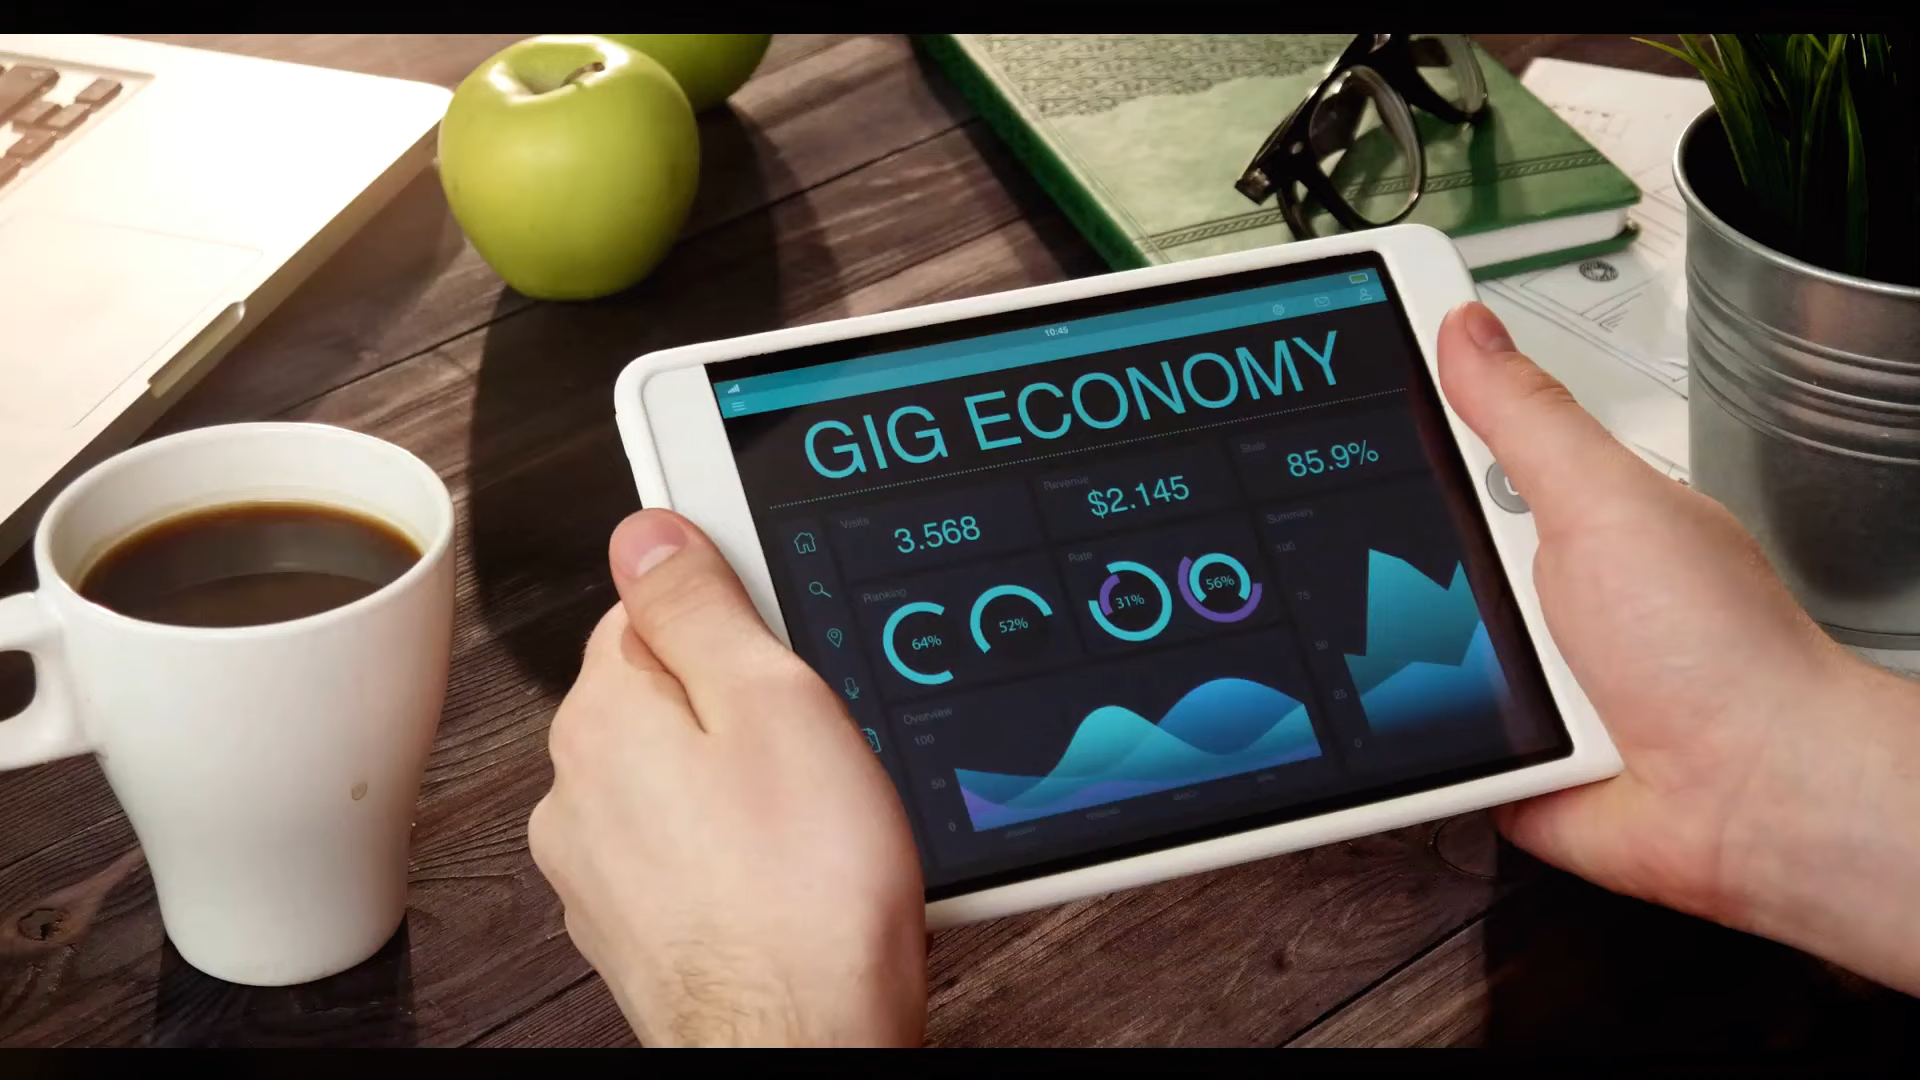 10:45
GIG ECONOMY
Visits
3.568
Revenue
$2.145
85.9%
Ranking
64%
52%
Rate
31%
56%
Summary
100
75
50
25
0
Overview
100
50
0